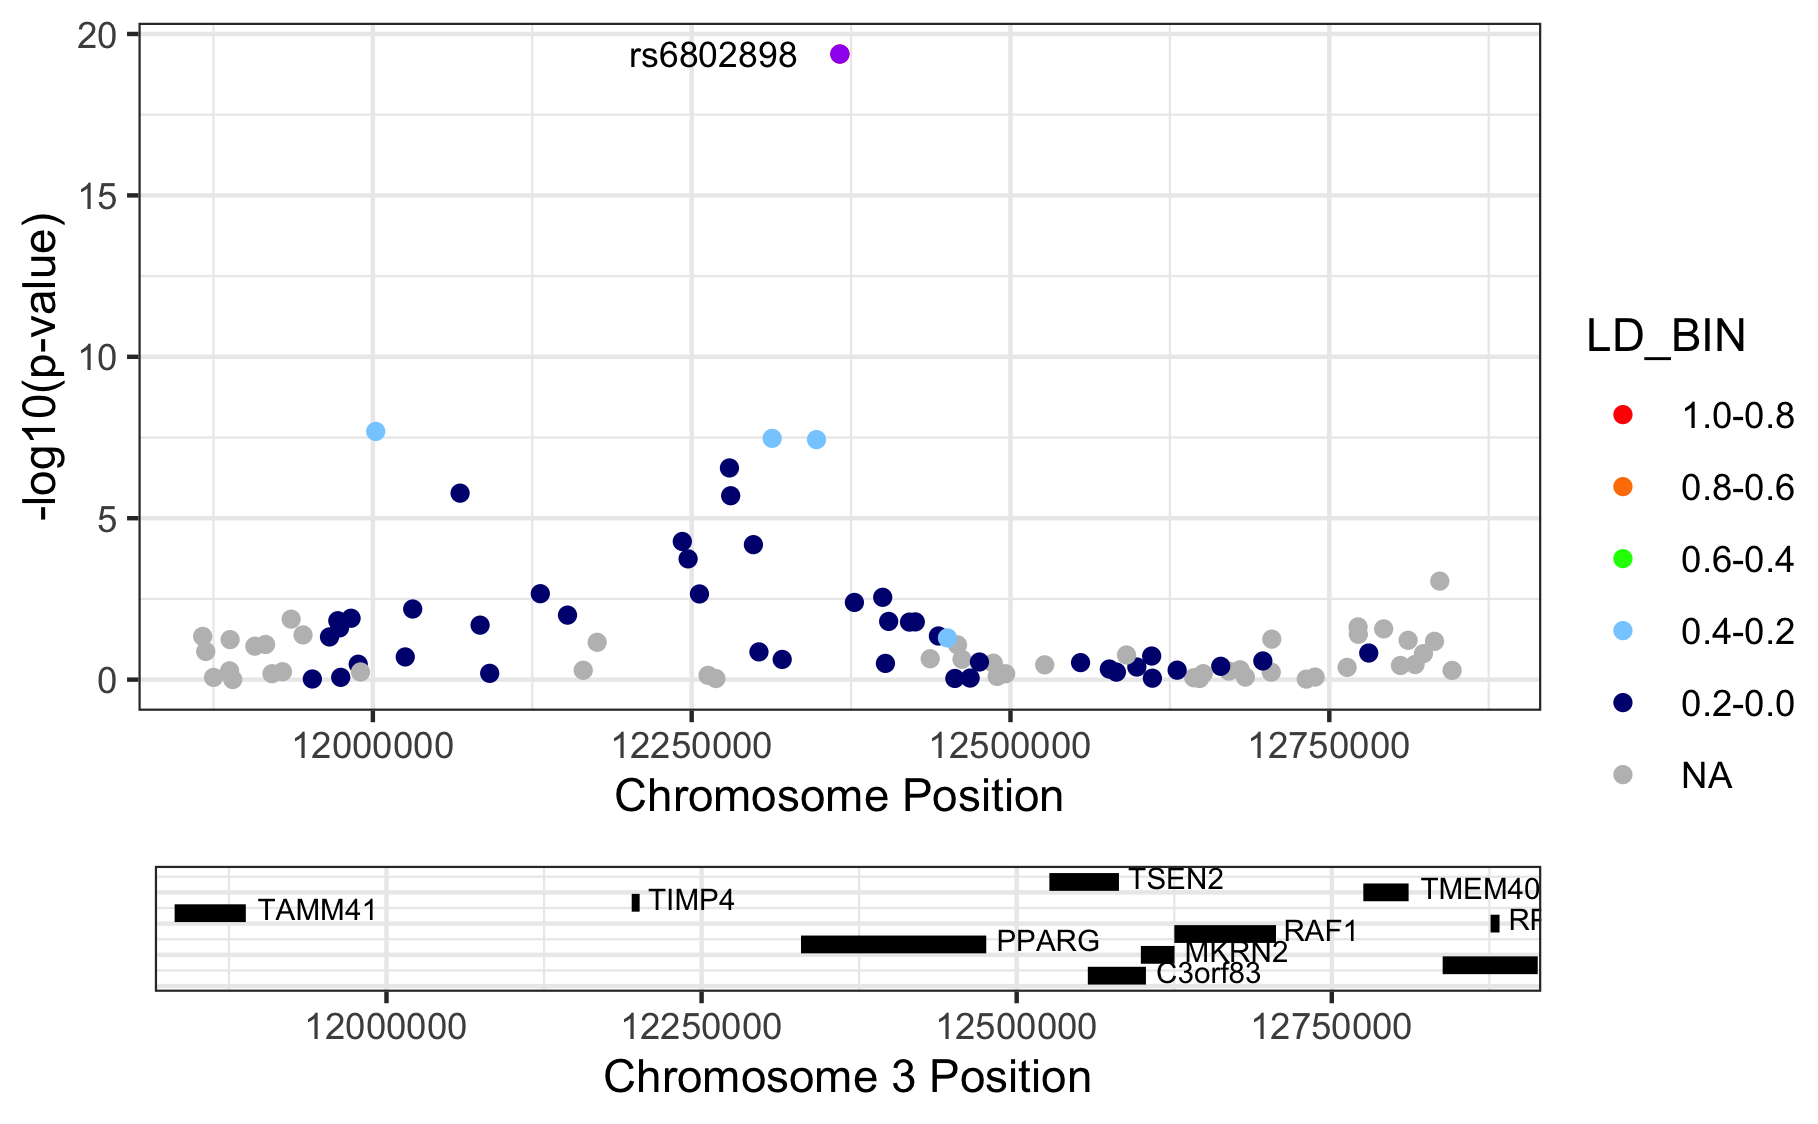 20
rs6802898
15
10
5
0
-log10(p-value)
12000000 12250000 12500000 12750000
Chromosome Position
LD_BIN
1.0-0.8
0.8-0.6
0.6-0.4
0.4-0.2
0.2-0.0
NA
TSEN2
TMEM40
TIMP4
TAMM41
RAF1
PPARG
MKRN2
C3orf83
12000000 12250000 12500000 12750000
Chromosome 3 Position